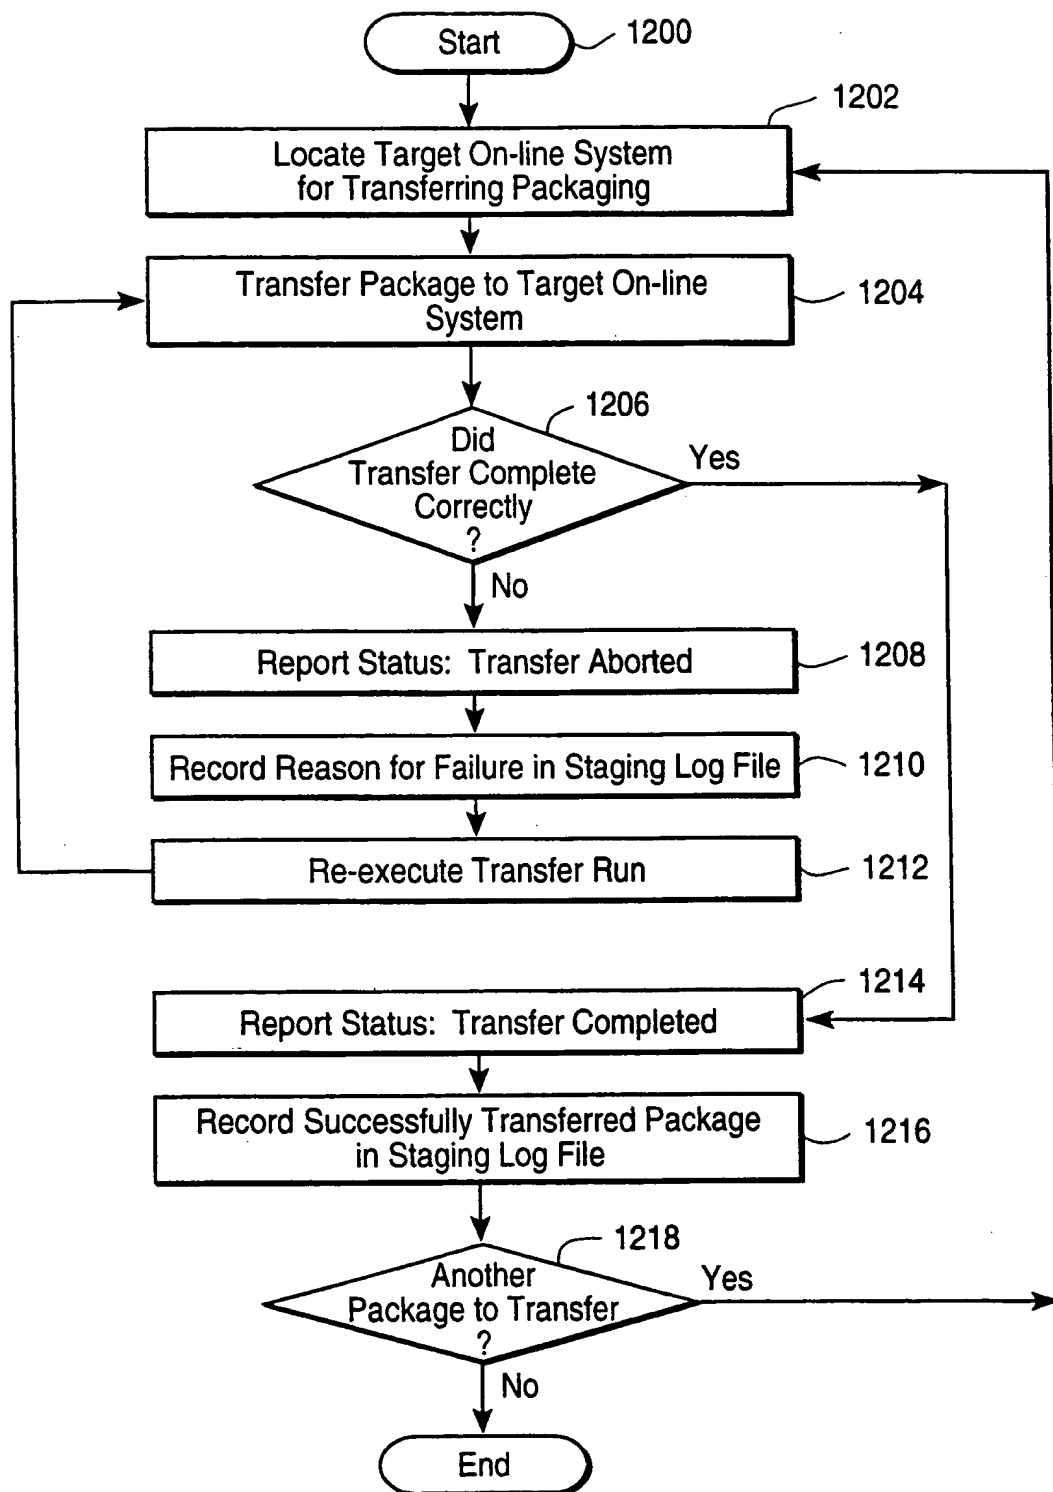 Start
1200
1202
Locate Target On-line System
for Transferring Packaging
Transfer Package to Target On-line
System
1204
1206
Did
Transfer Complete
Correctly
?
Yes
No
Report Status: Transfer Aborted
1208
Record Reason for Failure in Staging Log File
1210
Re-execute Transfer Run
1212
1214
Report Status: Transfer Completed
Record Successfully Transferred Package
in Staging Log File
1216
1218
Another
Package to Transfer
?
Yes
No
End